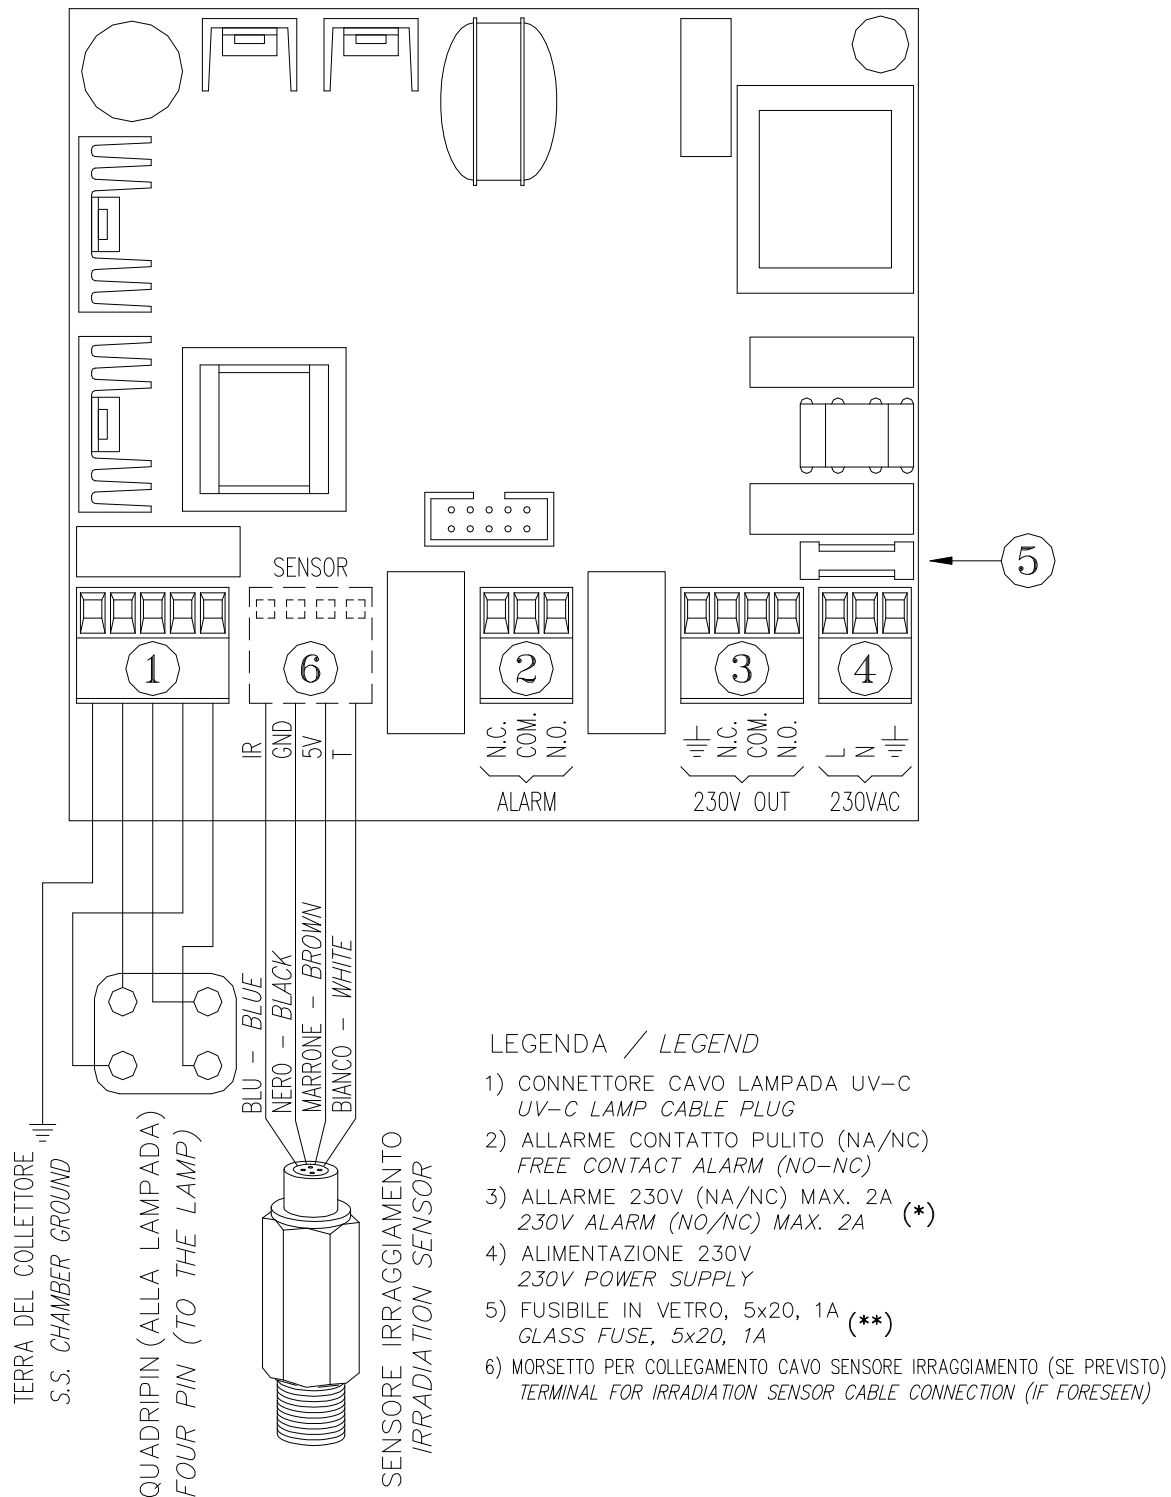 SENSOR
5
1
6
2
3
4
IR
GND
5V
T
N.C.
COM.
N.O.
N.C.
COM.
N.O.
L
N
ALARM
230V OUT
230VAC
BLU - BLUE
NERO - BLACK
MARRONE - BROWN
BIANCO - WHITE
TERRA DEL COLLETTORE
S.S. CHAMBER GROUND
QUADRIPIN (ALLA LAMPADA)
FOUR PIN (TO THE LAMP)
SENSORE IRRAGGIAMENTO
IRRADIATION SENSOR
LEGENDA / LEGEND
1) CONNETTORE CAVO LAMPADA UV-C
UV-C LAMP CABLE PLUG
2) ALLARME CONTATTO PULITO (NA/NC)
FREE CONTACT ALARM (NO-NC)
3) ALLARME 230V (NA/NC) MAX. 2A (*)
230V ALARM (NO/NC) MAX. 2A
4) ALIMENTAZIONE 230V
230V POWER SUPPLY
5) FUSIBILE IN VETRO, 5x20, 1A (**)
GLASS FUSE, 5x20, 1A
6) MORSETTO PER COLLEGAMENTO CAVO SENSORE IRRAGGIAMENTO (SE PREVISTO)
TERMINAL FOR IRRADIATION SENSOR CABLE CONNECTION (IF FORESEEN)